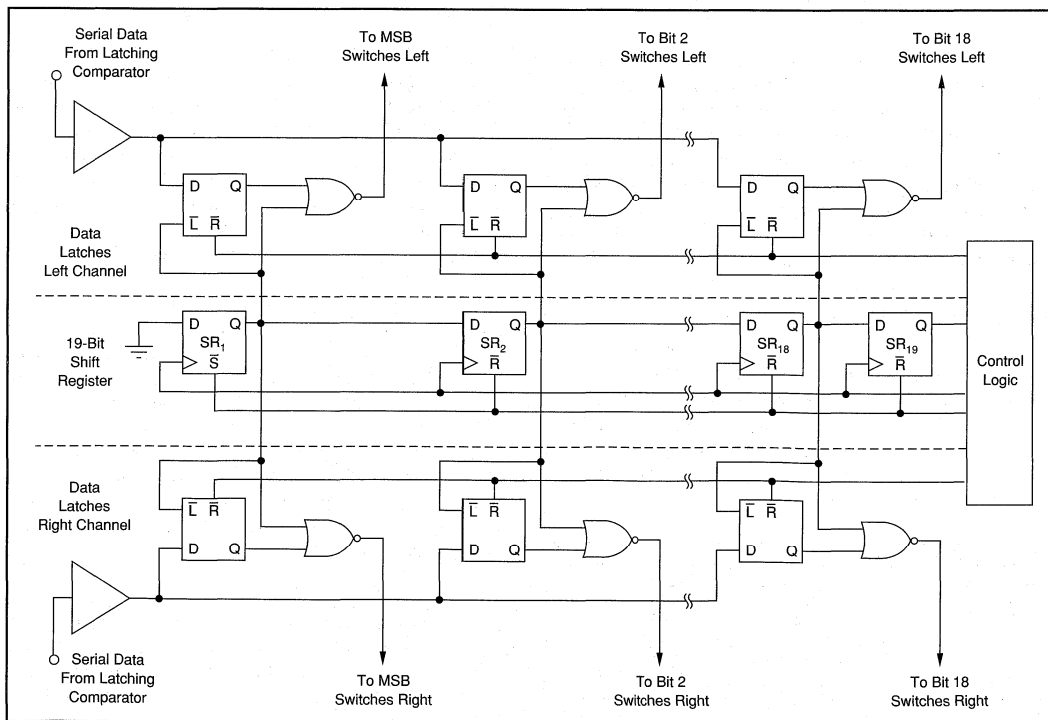 Serial Data
From Latching
Comparator
To MSB
Switches Left
To Bit 2
Switches Left
To Bit 18
Switches Left
D Q
L̅ R̅
D Q
L̅ R̅
D Q
L̅ R̅
Data
Latches
Left Channel
19-Bit
Shift
Register
D Q
SR₁
S̅
D Q
SR₂
R̅
D Q
SR₁₈
R̅
D Q
SR₁₉
R̅
Control
Logic
Data
Latches
Right Channel
L̅ R̅
D Q
L̅ R̅
D Q
L̅ R̅
D Q
Serial Data
From Latching
Comparator
To MSB
Switches Right
To Bit 2
Switches Right
To Bit 18
Switches Right